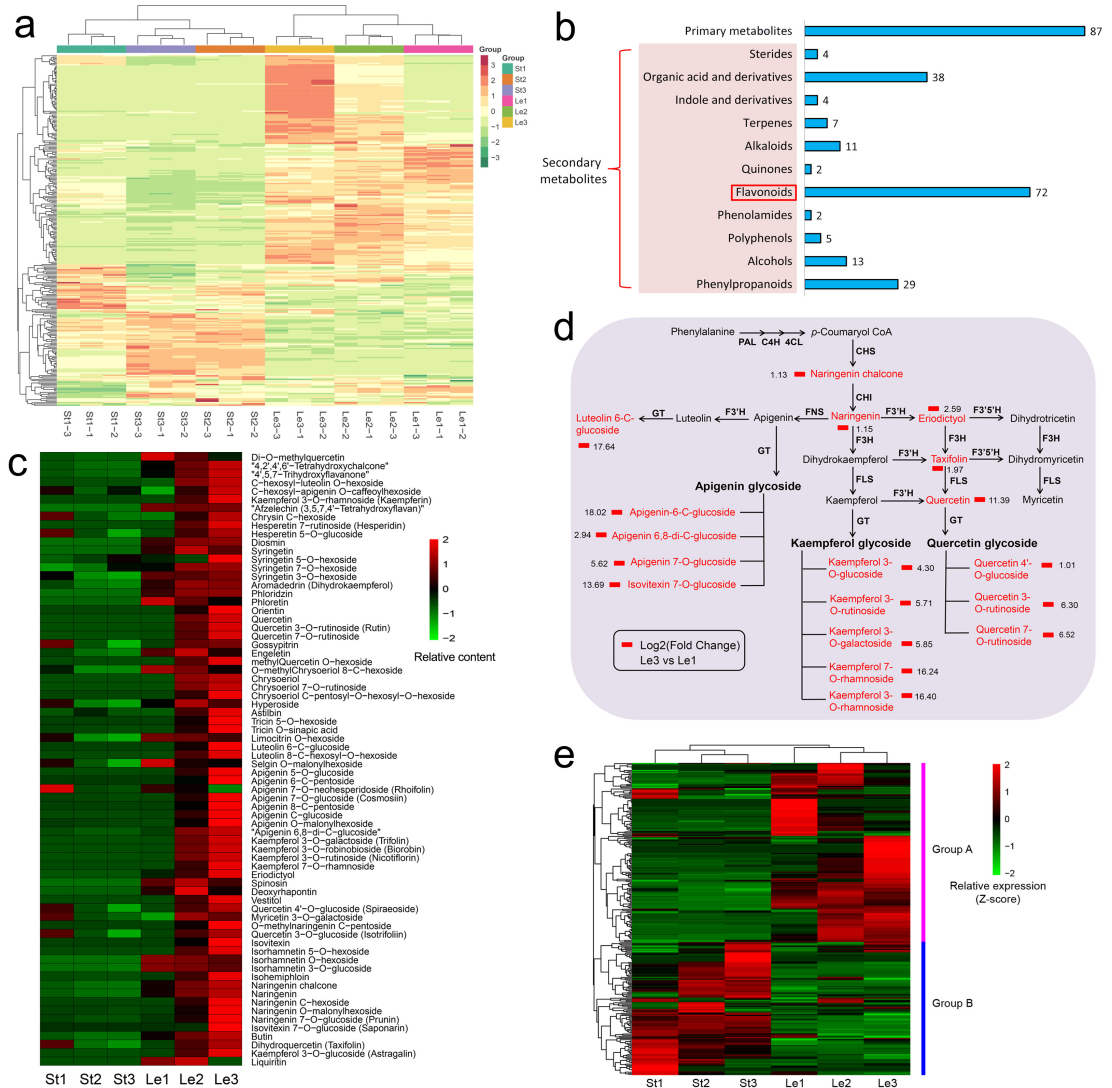 a
Group
3
2
1
0
−1
−2
−3
Group
St1
St2
St3
Le1
Le2
Le3
St1−3
St1−1
St1−2
St3−3
St3−1
St3−2
St2−3
St2−1
St2−2
Le3−1
Le3−2
Le3−3
Le2−2
Le2−1
Le2−3
Le1−3
Le1−1
Le1−2
b
Primary metabolites 87
Sterides 4
Organic acid and derivatives 38
Indole and derivatives 4
Terpenes 7
Alkaloids 11
Quinones 2
Flavonoids 72
Phenolamides 2
Polyphenols 5
Alcohols 13
Phenylpropanoids 29
Secondary
metabolites
c
Di−O−methylquercetin
"4,2',4',6'−Tetrahydroxychalcone"
"4',5,7−Trihydroxyflavanone"
C−hexosyl−luteolin O−hexoside
C−hexosyl−apigenin O−caffeoylhexoside
Kaempferol 3−O−rhamnoside (Kaempferin)
"Afzelechin (3,5,7,4'−Tetrahydroxyflavan)"
Chrysin C−hexoside
Hesperetin 7−rutinoside (Hesperidin)
Hesperetin 5−O−glucoside
Diosmin
Syringetin
Syringetin 5−O−hexoside
Syringetin 7−O−hexoside
Syringetin 3−O−hexoside
Aromadedrin (Dihydrokaempferol)
Phloridzin
Phloretin
Orientin
Quercetin
Quercetin 3−O−rutinoside (Rutin)
Quercetin 7−O−rutinoside
Gossypitrin
Engeletin
methylQuercetin O−hexoside
O−methylChrysoeriol 8−C−hexoside
Chrysoeriol
Chrysoeriol 7−O−rutinoside
Chrysoeriol C−pentosyl−O−hexosyl−O−hexoside
Hyperoside
Astilbin
Tricin 5−O−hexoside
Tricin O−sinapic acid
Limocitrin O−hexoside
Luteolin 6−C−glucoside
Luteolin 8−C−hexosyl−O−hexoside
Selgin O−malonylhexoside
Apigenin 5−O−glucoside
Apigenin 6−C−pentoside
Apigenin 7−O−neohesperidoside (Rhoifolin)
Apigenin 7−O−glucoside (Cosmosiin)
Apigenin 8−C−pentoside
Apigenin C−glucoside
Apigenin O−malonylhexoside
"Apigenin 6,8−di−C−glucoside"
Kaempferol 3−O−galactoside (Trifolin)
Kaempferol 3−O−robinobioside (Biorobin)
Kaempferol 3−O−rutinoside (Nicotiflorin)
Kaempferol 7−O−rhamnoside
Eriodictyol
Spinosin
Deoxyrhapontin
Vestitol
Quercetin 4'−O−glucoside (Spiraeoside)
Myricetin 3−O−galactoside
O−methylnaringenin C−pentoside
Quercetin 3−O−glucoside (Isotrifoliin)
Isovitexin
Isorhamnetin 5−O−hexoside
Isorhamnetin O−hexoside
Isorhamnetin 3−O−glucoside
Isohemiphloin
Naringenin chalcone
Naringenin
Naringenin C−hexoside
Naringenin O−malonylhexoside
Naringenin 7−O−glucoside (Prunin)
Isovitexin 7−O−glucoside (Saponarin)
Butin
Dihydroquercetin (Taxifolin)
Kaempferol 3−O−glucoside (Astragalin)
Liquiritin
St1 St2 St3 Le1 Le2 Le3
2
1
0
−1
−2
Relative content
d
Phenylalanine p-Coumaryol CoA
PAL C4H 4CL
CHS
1.13 Naringenin chalcone
CHI
Luteolin 6-C-
glucoside
17.64
GT
Luteolin
F3'H
Apigenin
FNS
Naringenin
1.15
F3'H
2.59
Eriodictyol
F3'5'H
Dihydrotricetin
F3H
F3H
F3H
GT
Dihydrokaempferol
F3'H
Taxifolin
1.97
F3'5'H
Dihydromyricetin
FLS
FLS
FLS
Kaempferol
F3'H
Quercetin
11.39
Myricetin
GT
GT
Apigenin glycoside
18.02 Apigenin-6-C-glucoside
2.94 Apigenin 6,8-di-C-glucoside
5.62 Apigenin 7-O-glucoside
13.69 Isovitexin 7-O-glucoside
Kaempferol glycoside
Kaempferol 3-
O-glucoside
4.30
Kaempferol 3-
O-rutinoside
5.71
Kaempferol 3-
O-galactoside
5.85
Kaempferol 7-
O-rhamnoside
16.24
Kaempferol 3-
O-rhamnoside
16.40
Quercetin glycoside
Quercetin 4'-
O-glucoside
1.01
Quercetin 3-
O-rutinoside
6.30
Quercetin 7-
O-rutinoside
6.52
Log2(Fold Change)
Le3 vs Le1
e
Group A
Group B
2
1
0
−1
−2
Relative expression
(Z-score)
St1 St2 St3 Le1 Le2 Le3